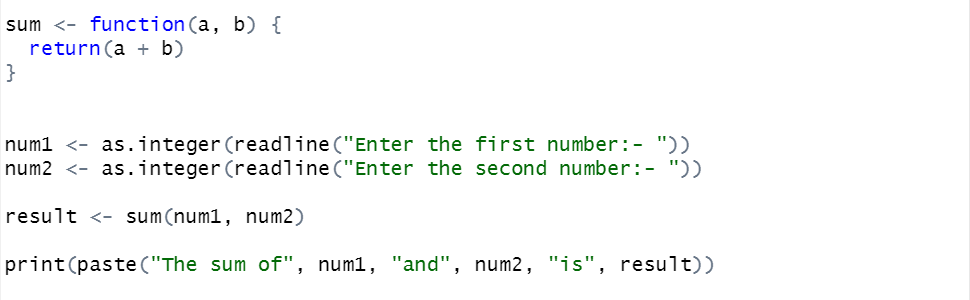 sum <- function(a, b) {
  return(a + b)
}
num1 <- as.integer(readline("Enter the first number:- "))
num2 <- as.integer(readline("Enter the second number:- "))
result <- sum(num1, num2)
print(paste("The sum of", num1, "and", num2, "is", result))